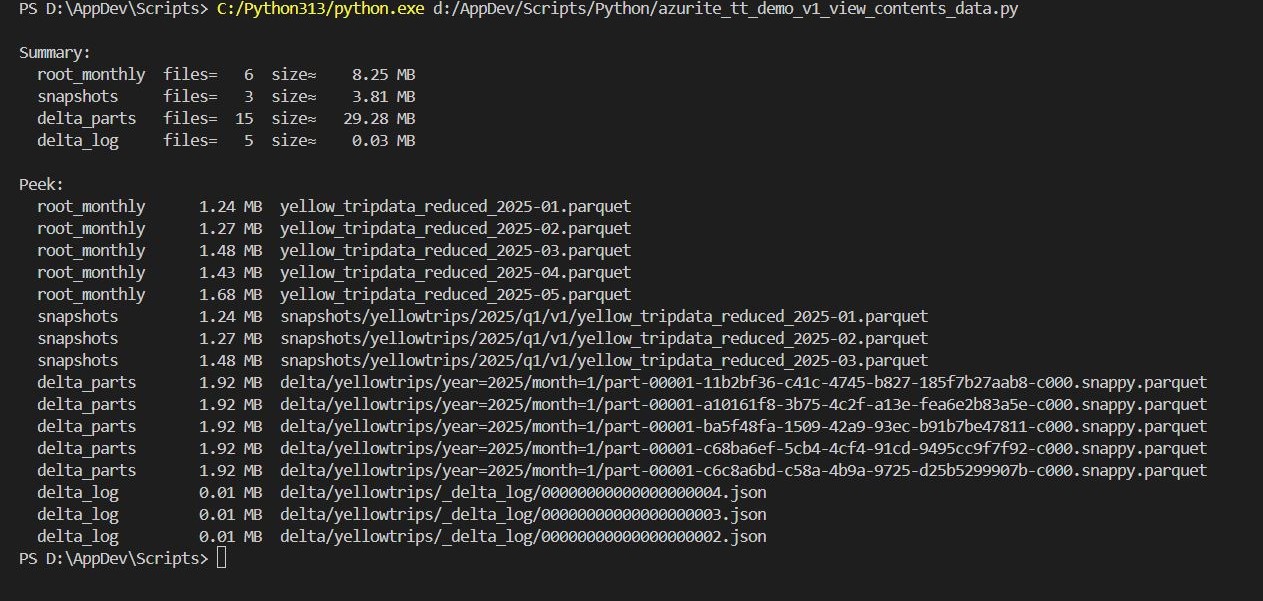 PS D:\AppDev\Scripts> C:/Python313/python.exe d:/AppDev/Scripts/Python/azurite_tt_demo_v1_view_contents_data.py
Summary:
root_monthly  files=   6  size≈    8.25 MB
snapshots     files=   3  size≈    3.81 MB
delta_parts   files=  15  size≈   29.28 MB
delta_log     files=   5  size≈    0.03 MB
Peek:
root_monthly      1.24 MB  yellow_tripdata_reduced_2025-01.parquet
root_monthly      1.27 MB  yellow_tripdata_reduced_2025-02.parquet
root_monthly      1.48 MB  yellow_tripdata_reduced_2025-03.parquet
root_monthly      1.43 MB  yellow_tripdata_reduced_2025-04.parquet
root_monthly      1.68 MB  yellow_tripdata_reduced_2025-05.parquet
snapshots         1.24 MB  snapshots/yellowtrips/2025/q1/v1/yellow_tripdata_reduced_2025-01.parquet
snapshots         1.27 MB  snapshots/yellowtrips/2025/q1/v1/yellow_tripdata_reduced_2025-02.parquet
snapshots         1.48 MB  snapshots/yellowtrips/2025/q1/v1/yellow_tripdata_reduced_2025-03.parquet
delta_parts       1.92 MB  delta/yellowtrips/year=2025/month=1/part-00001-11b2bf36-c41c-4745-b827-185f7b27aab8-c000.snappy.parquet
delta_parts       1.92 MB  delta/yellowtrips/year=2025/month=1/part-00001-a10161f8-3b75-4c2f-a13e-fea6e2b83a5e-c000.snappy.parquet
delta_parts       1.92 MB  delta/yellowtrips/year=2025/month=1/part-00001-ba5f48fa-1509-42a9-93ec-b91b7be47811-c000.snappy.parquet
delta_parts       1.92 MB  delta/yellowtrips/year=2025/month=1/part-00001-c68ba6ef-5cb4-4cf4-91cd-9495cc9f7f92-c000.snappy.parquet
delta_parts       1.92 MB  delta/yellowtrips/year=2025/month=1/part-00001-c6c8a6bd-c58a-4b9a-9725-d25b5299907b-c000.snappy.parquet
delta_log         0.01 MB  delta/yellowtrips/_delta_log/00000000000000000004.json
delta_log         0.01 MB  delta/yellowtrips/_delta_log/00000000000000000003.json
delta_log         0.01 MB  delta/yellowtrips/_delta_log/00000000000000000002.json
PS D:\AppDev\Scripts>